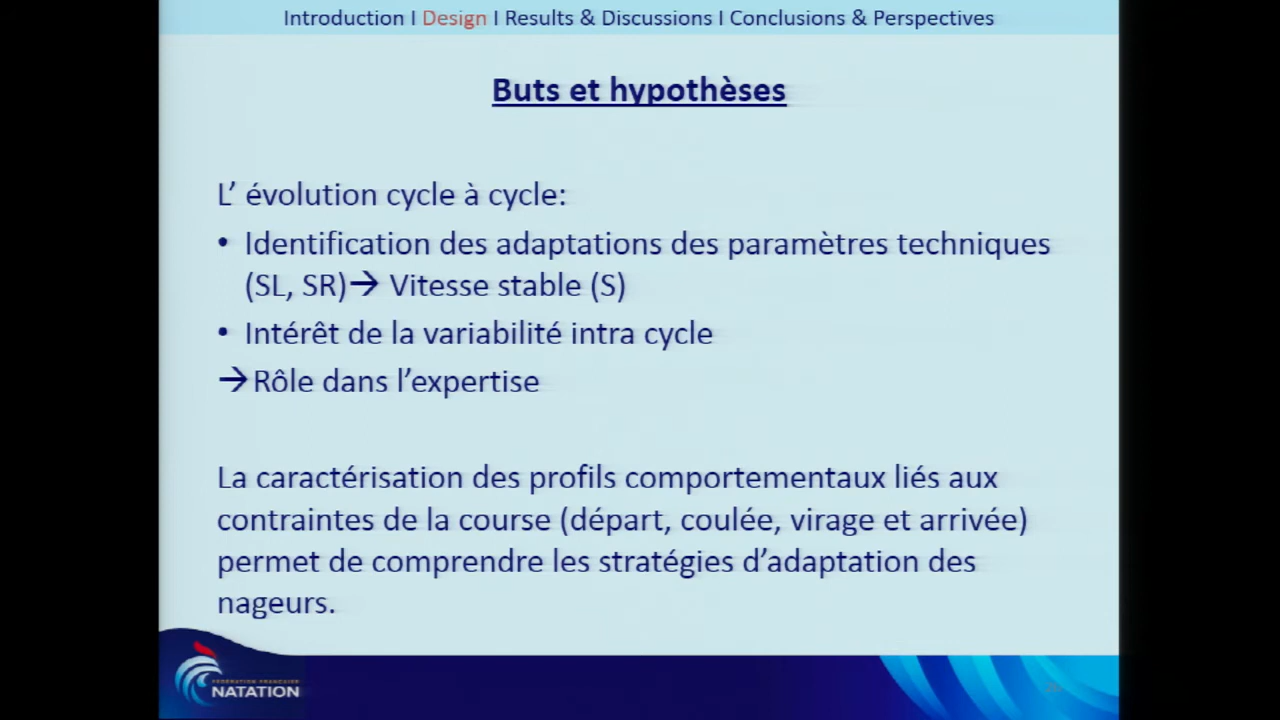 Introduction I Design I Results & Discussions I Conclusions & Perspectives
Buts et hypothèses
L’ évolution cycle à cycle:
• Identification des adaptations des paramètres techniques
(SL, SR)→ Vitesse stable (S)
• Intérêt de la variabilité intra cycle
→Rôle dans l’expertise
La caractérisation des profils comportementaux liés aux
contraintes de la course (départ, coulée, virage et arrivée)
permet de comprendre les stratégies d’adaptation des
nageurs.
FÉDÉRATION FRANÇAISE
NATATION